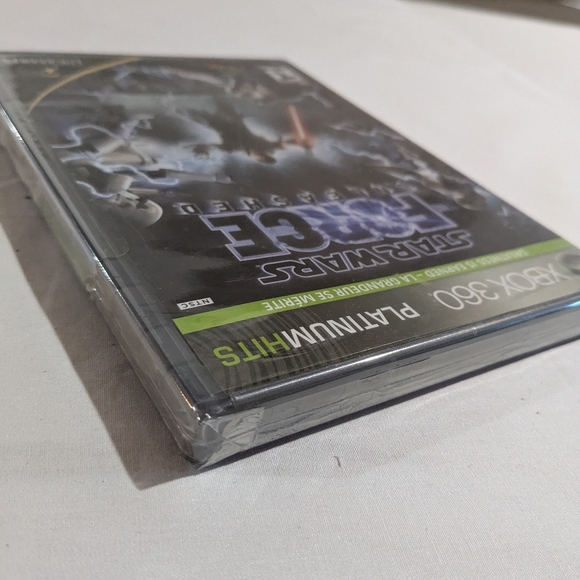 XBOX 360. PLATINUM HITS
GREATNESS IS EARNED - LA GRANDEUR SE MÉRITE
NTSC
STAR WARS
THE
FORCE
UNLEASHED